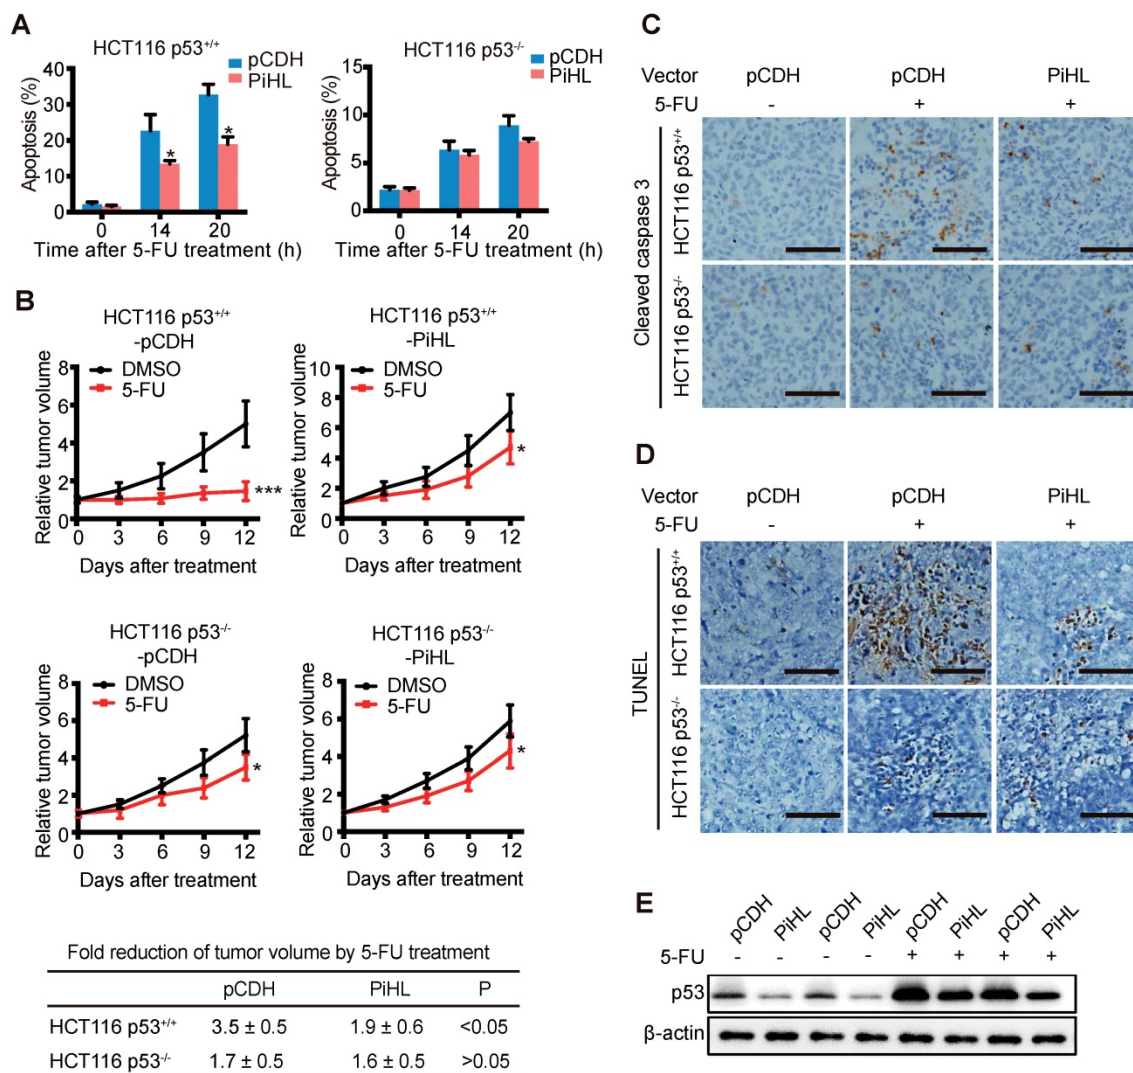 A
HCT116 p53+/+
pCDH
PiHL
Apoptosis (%)
40
30
20
10
0
*
*
0 14 20
Time after 5-FU treatment (h)
HCT116 p53-/-
pCDH
PiHL
Apoptosis (%)
15
10
5
0
0 14 20
Time after 5-FU treatment (h)
B
HCT116 p53+/+
-pCDH
DMSO
5-FU
Relative tumor volume
8
6
4
2
0
***
0 3 6 9 12
Days after treatment
HCT116 p53+/+
-PiHL
DMSO
5-FU
Relative tumor volume
10
8
6
4
2
0
*
0 3 6 9 12
Days after treatment
HCT116 p53-/-
-pCDH
DMSO
5-FU
Relative tumor volume
8
6
4
2
0
*
0 3 6 9 12
Days after treatment
HCT116 p53-/-
-PiHL
DMSO
5-FU
Relative tumor volume
8
6
4
2
0
*
0 3 6 9 12
Days after treatment
Fold reduction of tumor volume by 5-FU treatment
pCDH PiHL P
HCT116 p53+/+ 3.5 ± 0.5 1.9 ± 0.6 <0.05
HCT116 p53-/- 1.7 ± 0.5 1.6 ± 0.5 >0.05
C
Vector pCDH pCDH PiHL
5-FU - + +
Cleaved caspase 3
HCT116 p53+/+
HCT116 p53-/-
D
Vector pCDH pCDH PiHL
5-FU - + +
TUNEL
HCT116 p53+/+
HCT116 p53-/-
E
pCDH PiHL pCDH PiHL pCDH PiHL pCDH PiHL
5-FU - - - - + + + +
p53
β-actin